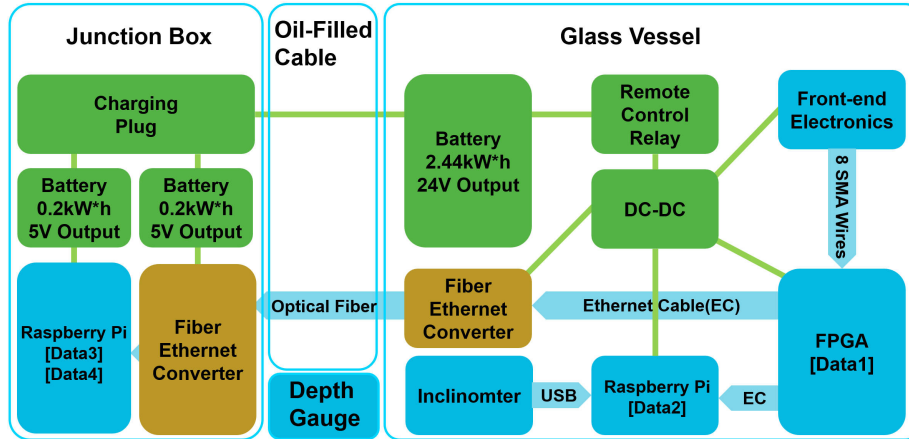 Junction Box
Charging
Plug
Battery
0.2kW*h
5V Output
Battery
0.2kW*h
5V Output
Raspberry Pi
[Data3]
[Data4]
Fiber
Ethernet
Converter
Oil-Filled
Cable
Optical Fiber
Depth
Gauge
Glass Vessel
Battery
2.44kW*h
24V Output
Remote
Control
Relay
Front-end
Electronics
DC-DC
8 SMA Wires
Fiber
Ethernet
Converter
Ethernet Cable(EC)
FPGA
[Data1]
Inclinomter
USB
Raspberry Pi
[Data2]
EC